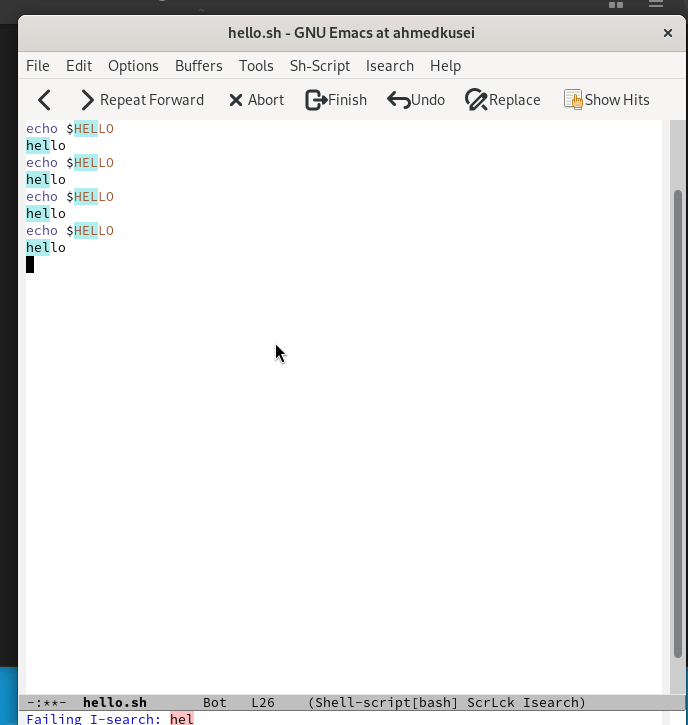 hello.sh - GNU Emacs at ahmedkusei
File Edit Options Buffers Tools Sh-Script Isearch Help
Repeat Forward Abort Finish Undo Replace Show Hits
echo $HELLO
hello
echo $HELLO
hello
echo $HELLO
hello
echo $HELLO
hello
-:**- hello.sh Bot L26 (Shell-script[bash] ScrLck Isearch)
Failing I-search: hel